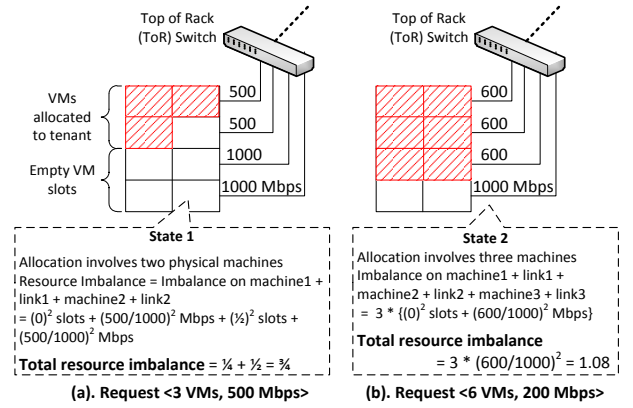 Top of Rack
(ToR) Switch
VMs
allocated
to tenant
Empty VM
slots
500
500
1000
1000 Mbps
State 1
Allocation involves two physical machines
Resource Imbalance = Imbalance on machine1 +
link1 + machine2 + link2
= (0)² slots + (500/1000)² Mbps + (½)² slots +
(500/1000)² Mbps
Total resource imbalance = ¼ + ½ = ¾
(a). Request <3 VMs, 500 Mbps>
Top of Rack
(ToR) Switch
600
600
600
1000 Mbps
State 2
Allocation involves three machines
Imbalance on machine1 + link1 +
machine2 + link2 + machine3 + link3
= 3 * {(0)² slots + (600/1000)² Mbps}
Total resource imbalance
= 3 * (600/1000)² = 1.08
(b). Request <6 VMs, 200 Mbps>